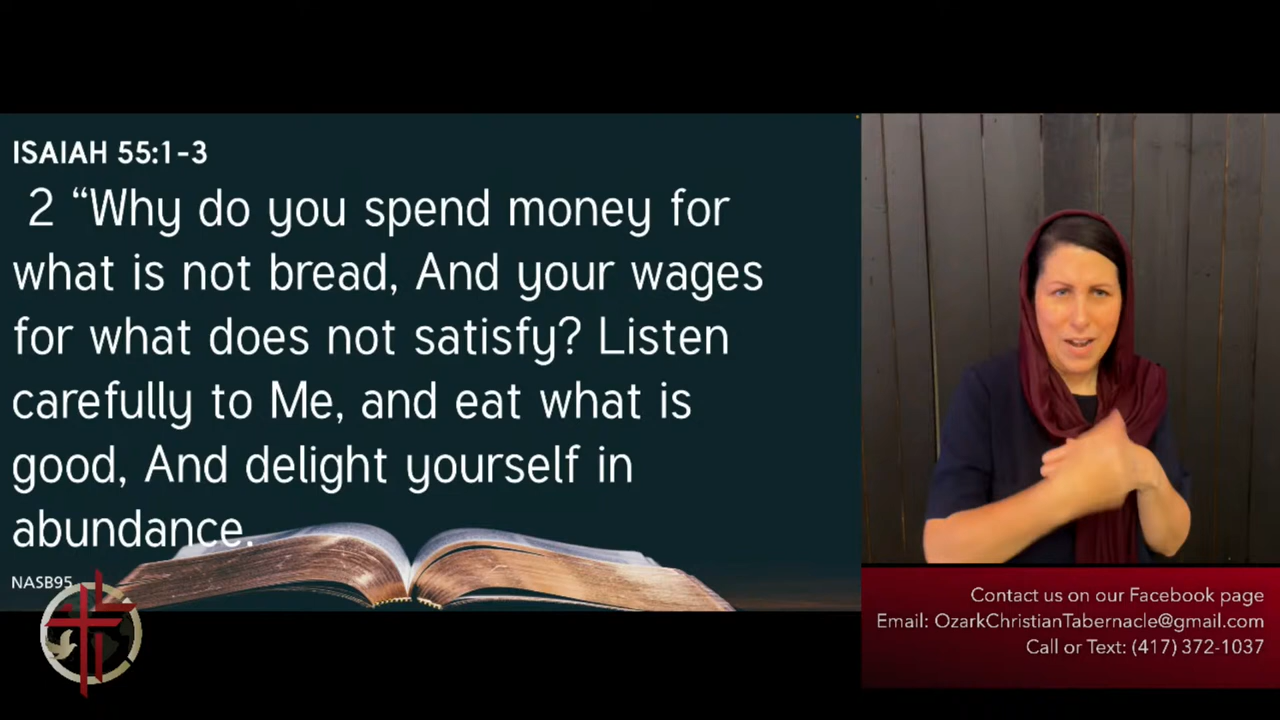 ISAIAH 55:1-3
2 “Why do you spend money for
what is not bread, And your wages
for what does not satisfy? Listen
carefully to Me, and eat what is
good, And delight yourself in
abundance.
NASB95
Contact us on our Facebook page
Email: OzarkChristianTabernacle@gmail.com
Call or Text: (417) 372-1037